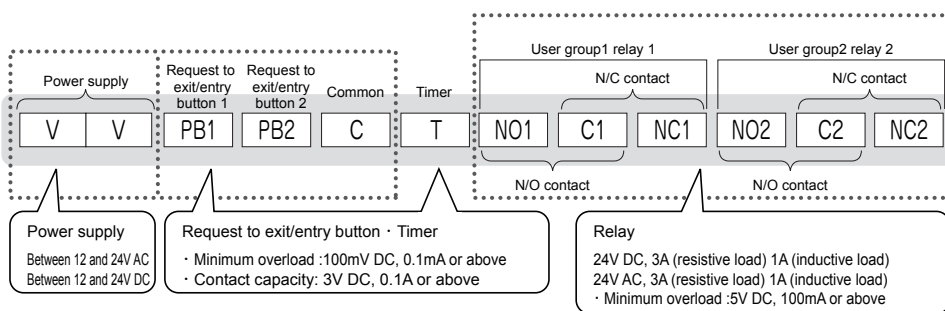 User group1 relay 1
User group2 relay 2
Power supply
Request to
exit/entry
button 1
Request to
exit/entry
button 2
Common
Timer
N/C contact
N/C contact
V
V
PB1
PB2
C
T
NO1
C1
NC1
NO2
C2
NC2
N/O contact
N/O contact
Power supply
Between 12 and 24V AC
Between 12 and 24V DC
Request to exit/entry button · Timer
· Minimum overload :100mV DC, 0.1mA or above
· Contact capacity: 3V DC, 0.1A or above
Relay
24V DC, 3A (resistive load) 1A (inductive load)
24V AC, 3A (resistive load) 1A (inductive load)
· Minimum overload :5V DC, 100mA or above